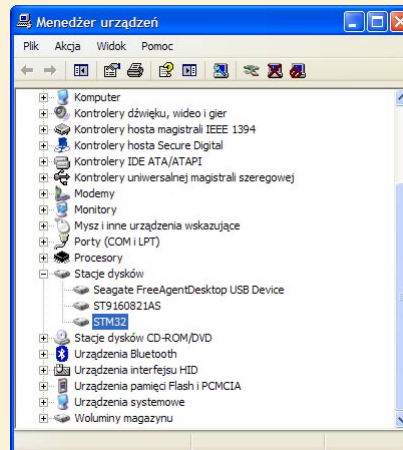 Menedżer urządzeń
Plik Akcja Widok Pomoc
Komputer
Kontrolery dźwięku, wideo i gier
Kontrolery hosta magistrali IEEE 1394
Kontrolery hosta Secure Digital
Kontrolery IDE ATA/ATAPI
Kontrolery uniwersalnej magistrali szeregowej
Modemy
Monitory
Mysz i inne urządzenia wskazujące
Porty (COM i LPT)
Procesory
Stacje dysków
Seagate FreeAgentDesktop USB Device
ST9160821AS
STM32
Stacje dysków CD-ROM/DVD
Urządzenia Bluetooth
Urządzenia interfejsu HID
Urządzenia pamięci Flash i PCMCIA
Urządzenia systemowe
Woluminy magazynu